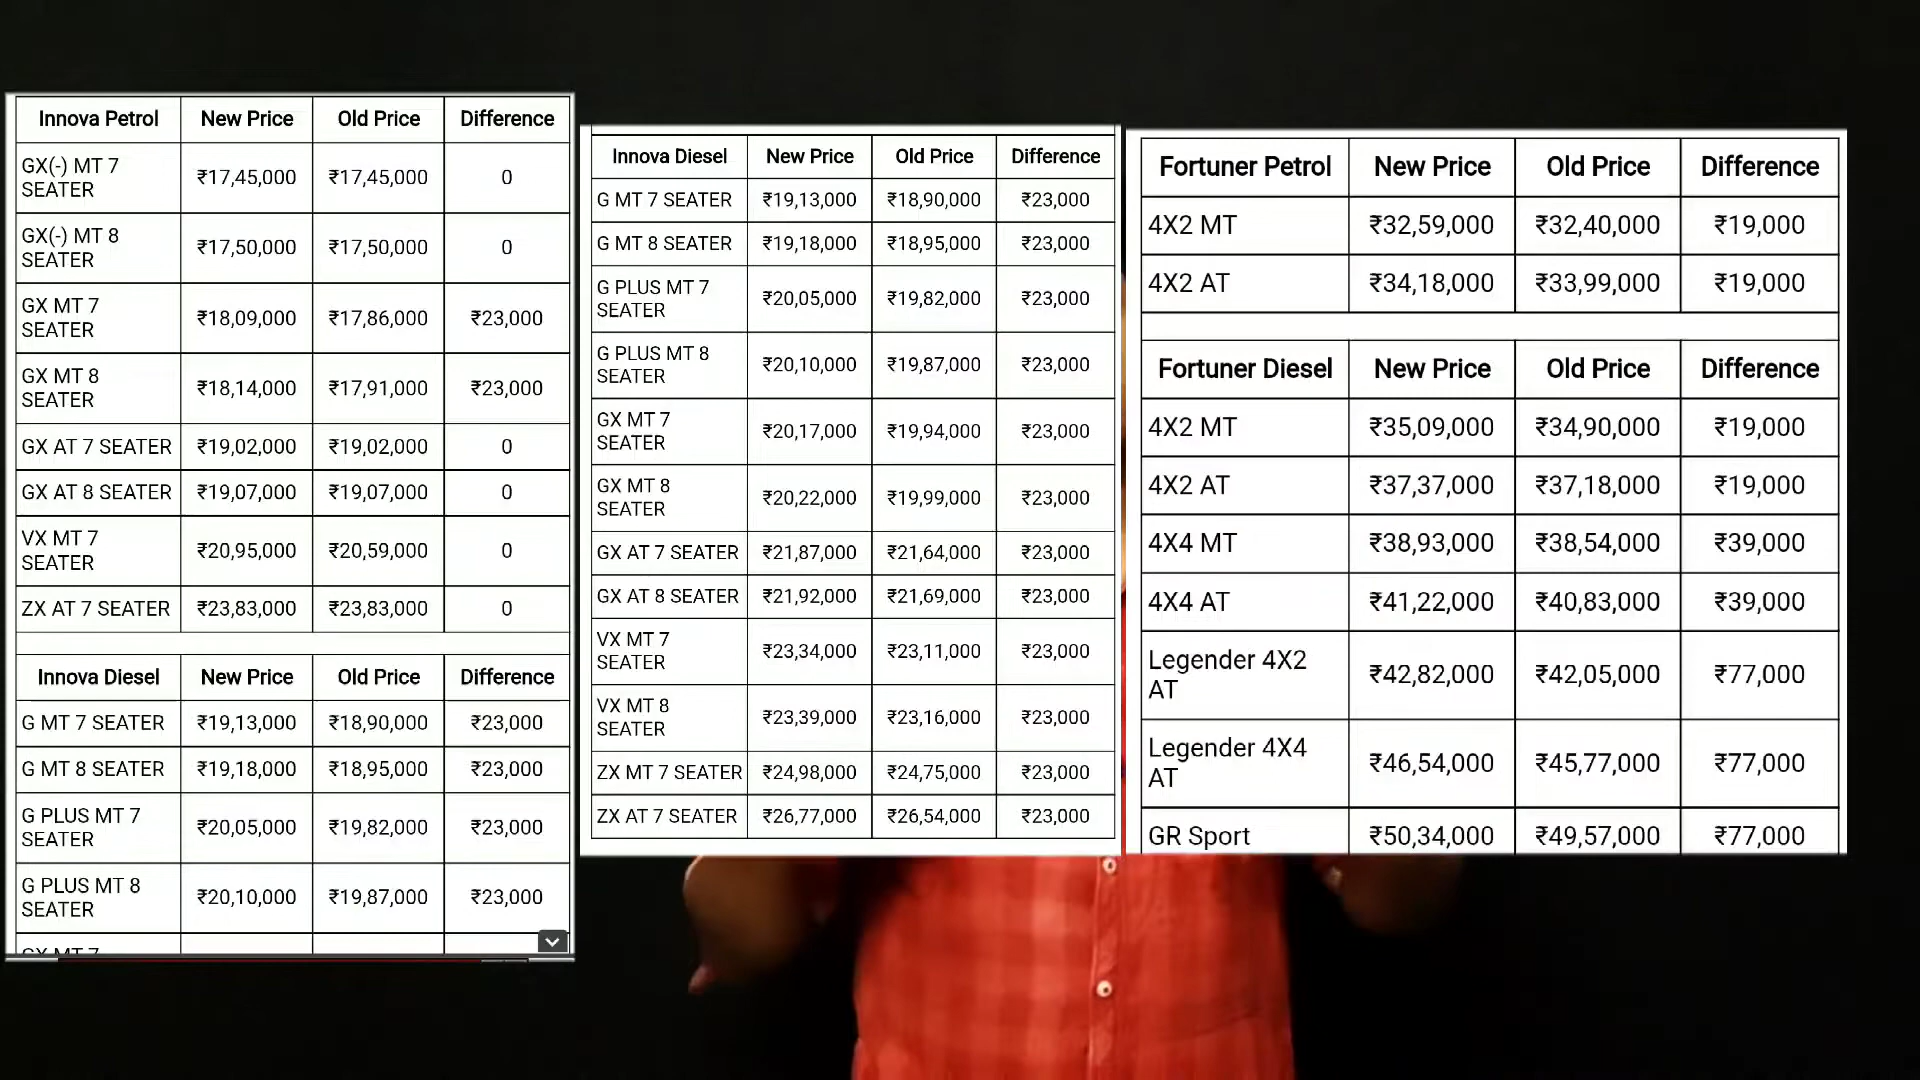 Innova Petrol New Price Old Price Difference
GX(-) MT 7
SEATER ₹17,45,000 ₹17,45,000 0
GX(-) MT 8
SEATER ₹17,50,000 ₹17,50,000 0
GX MT 7
SEATER ₹18,09,000 ₹17,86,000 ₹23,000
GX MT 8
SEATER ₹18,14,000 ₹17,91,000 ₹23,000
GX AT 7 SEATER ₹19,02,000 ₹19,02,000 0
GX AT 8 SEATER ₹19,07,000 ₹19,07,000 0
VX MT 7
SEATER ₹20,95,000 ₹20,59,000 0
ZX AT 7 SEATER ₹23,83,000 ₹23,83,000 0
Innova Diesel New Price Old Price Difference
G MT 7 SEATER ₹19,13,000 ₹18,90,000 ₹23,000
G MT 8 SEATER ₹19,18,000 ₹18,95,000 ₹23,000
G PLUS MT 7
SEATER ₹20,05,000 ₹19,82,000 ₹23,000
G PLUS MT 8
SEATER ₹20,10,000 ₹19,87,000 ₹23,000
GX MT 7
Innova Diesel New Price Old Price Difference
G MT 7 SEATER ₹19,13,000 ₹18,90,000 ₹23,000
G MT 8 SEATER ₹19,18,000 ₹18,95,000 ₹23,000
G PLUS MT 7
SEATER ₹20,05,000 ₹19,82,000 ₹23,000
G PLUS MT 8
SEATER ₹20,10,000 ₹19,87,000 ₹23,000
GX MT 7
SEATER ₹20,17,000 ₹19,94,000 ₹23,000
GX MT 8
SEATER ₹20,22,000 ₹19,99,000 ₹23,000
GX AT 7 SEATER ₹21,87,000 ₹21,64,000 ₹23,000
GX AT 8 SEATER ₹21,92,000 ₹21,69,000 ₹23,000
VX MT 7
SEATER ₹23,34,000 ₹23,11,000 ₹23,000
VX MT 8
SEATER ₹23,39,000 ₹23,16,000 ₹23,000
ZX MT 7 SEATER ₹24,98,000 ₹24,75,000 ₹23,000
ZX AT 7 SEATER ₹26,77,000 ₹26,54,000 ₹23,000
Fortuner Petrol New Price Old Price Difference
4X2 MT ₹32,59,000 ₹32,40,000 ₹19,000
4X2 AT ₹34,18,000 ₹33,99,000 ₹19,000
Fortuner Diesel New Price Old Price Difference
4X2 MT ₹35,09,000 ₹34,90,000 ₹19,000
4X2 AT ₹37,37,000 ₹37,18,000 ₹19,000
4X4 MT ₹38,93,000 ₹38,54,000 ₹39,000
4X4 AT ₹41,22,000 ₹40,83,000 ₹39,000
Legender 4X2
AT ₹42,82,000 ₹42,05,000 ₹77,000
Legender 4X4
AT ₹46,54,000 ₹45,77,000 ₹77,000
GR Sport ₹50,34,000 ₹49,57,000 ₹77,000